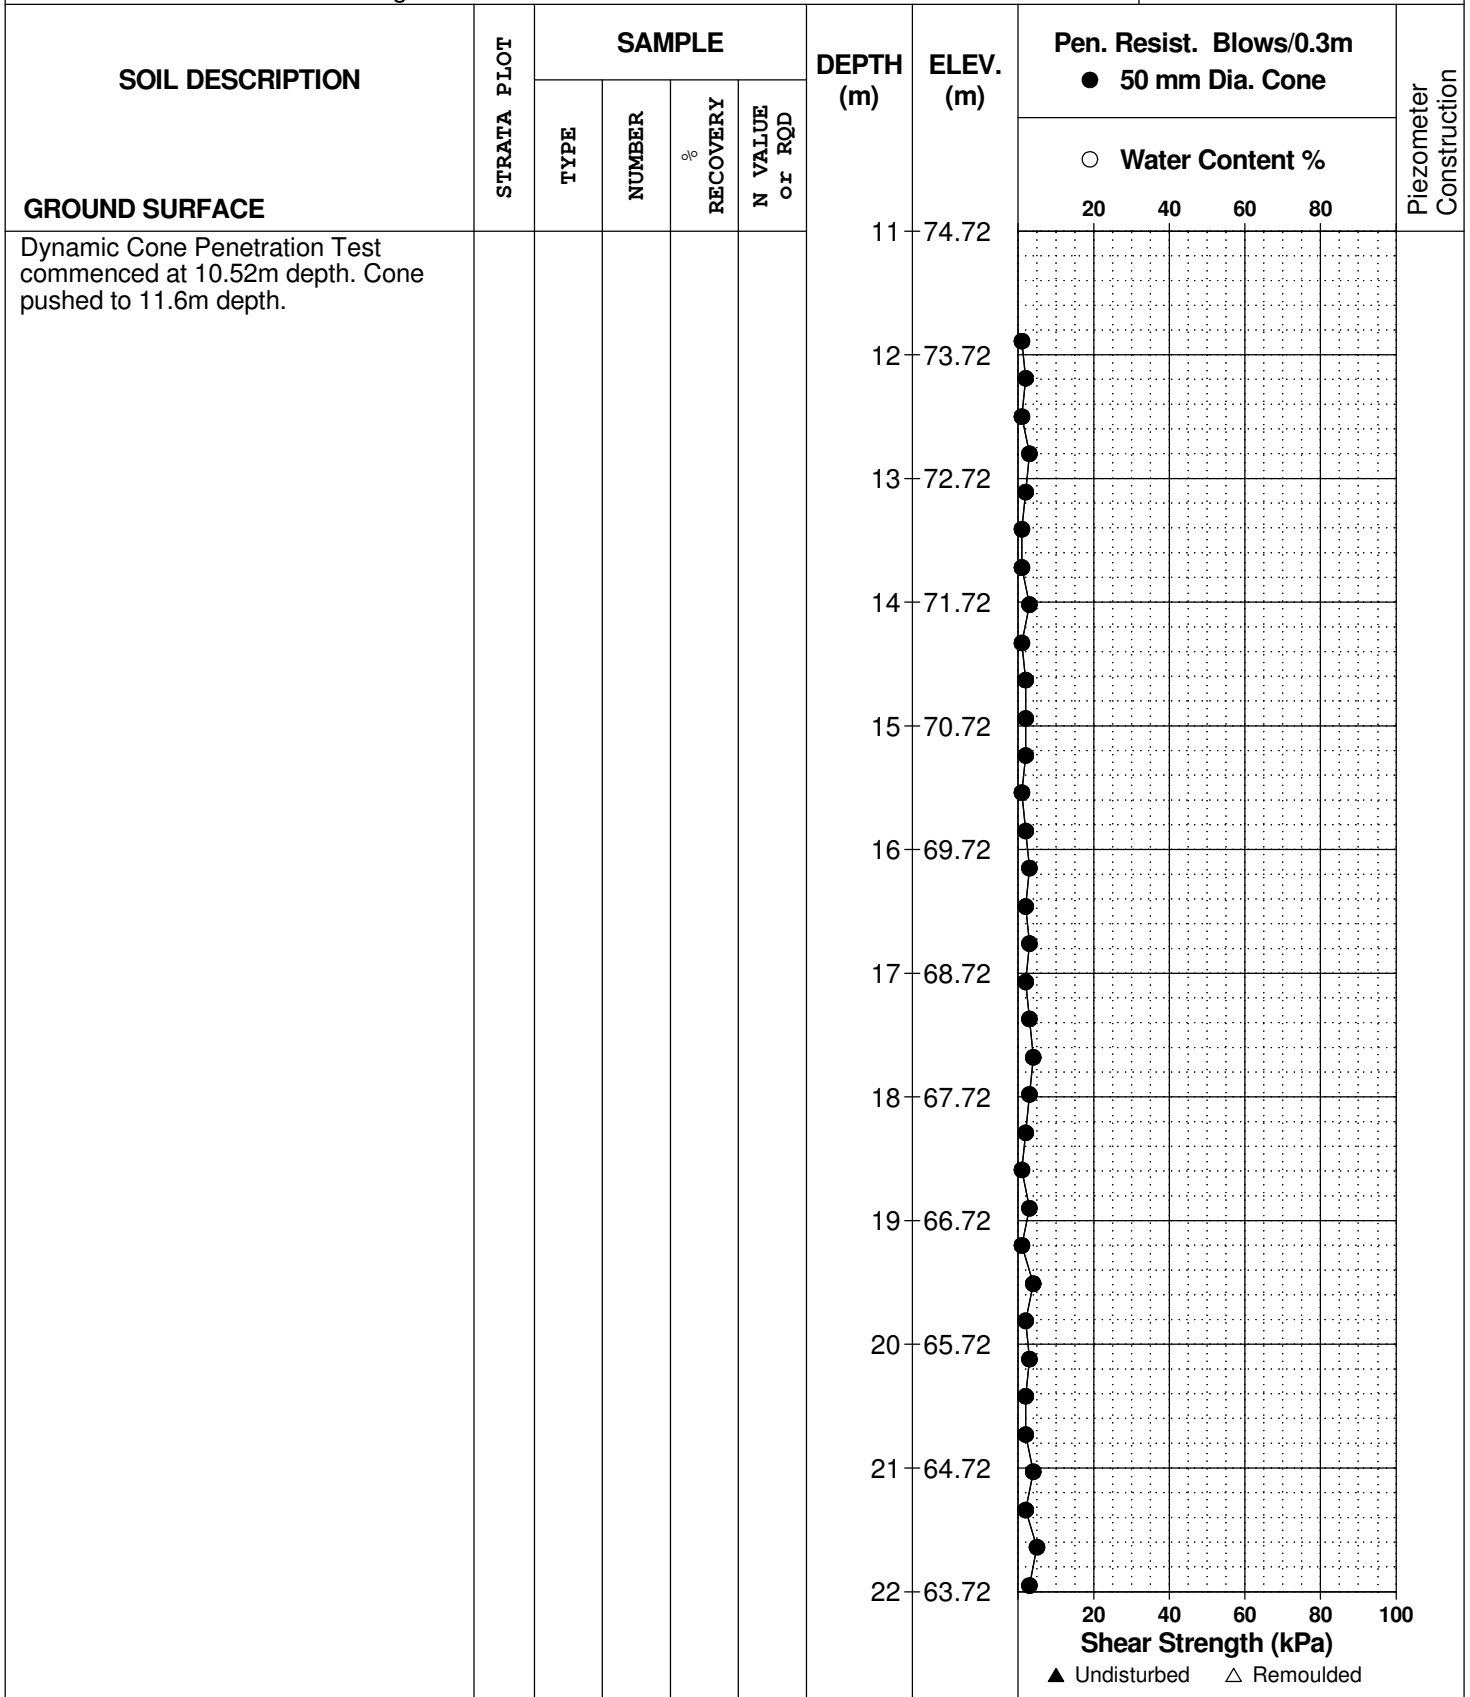 SOIL DESCRIPTION
GROUND SURFACE
STRATA PLOT
SAMPLE
TYPE
NUMBER
%
RECOVERY
N VALUE
or RQD
DEPTH
(m)
ELEV.
(m)
Pen. Resist. Blows/0.3m
● 50 mm Dia. Cone
○ Water Content %
20 40 60 80
Piezometer
Construction
Dynamic Cone Penetration Test
commenced at 10.52m depth. Cone
pushed to 11.6m depth.
11 74.72
12 73.72
13 72.72
14 71.72
15 70.72
16 69.72
17 68.72
18 67.72
19 66.72
20 65.72
21 64.72
22 63.72
20 40 60 80 100
Shear Strength (kPa)
▲ Undisturbed △ Remoulded